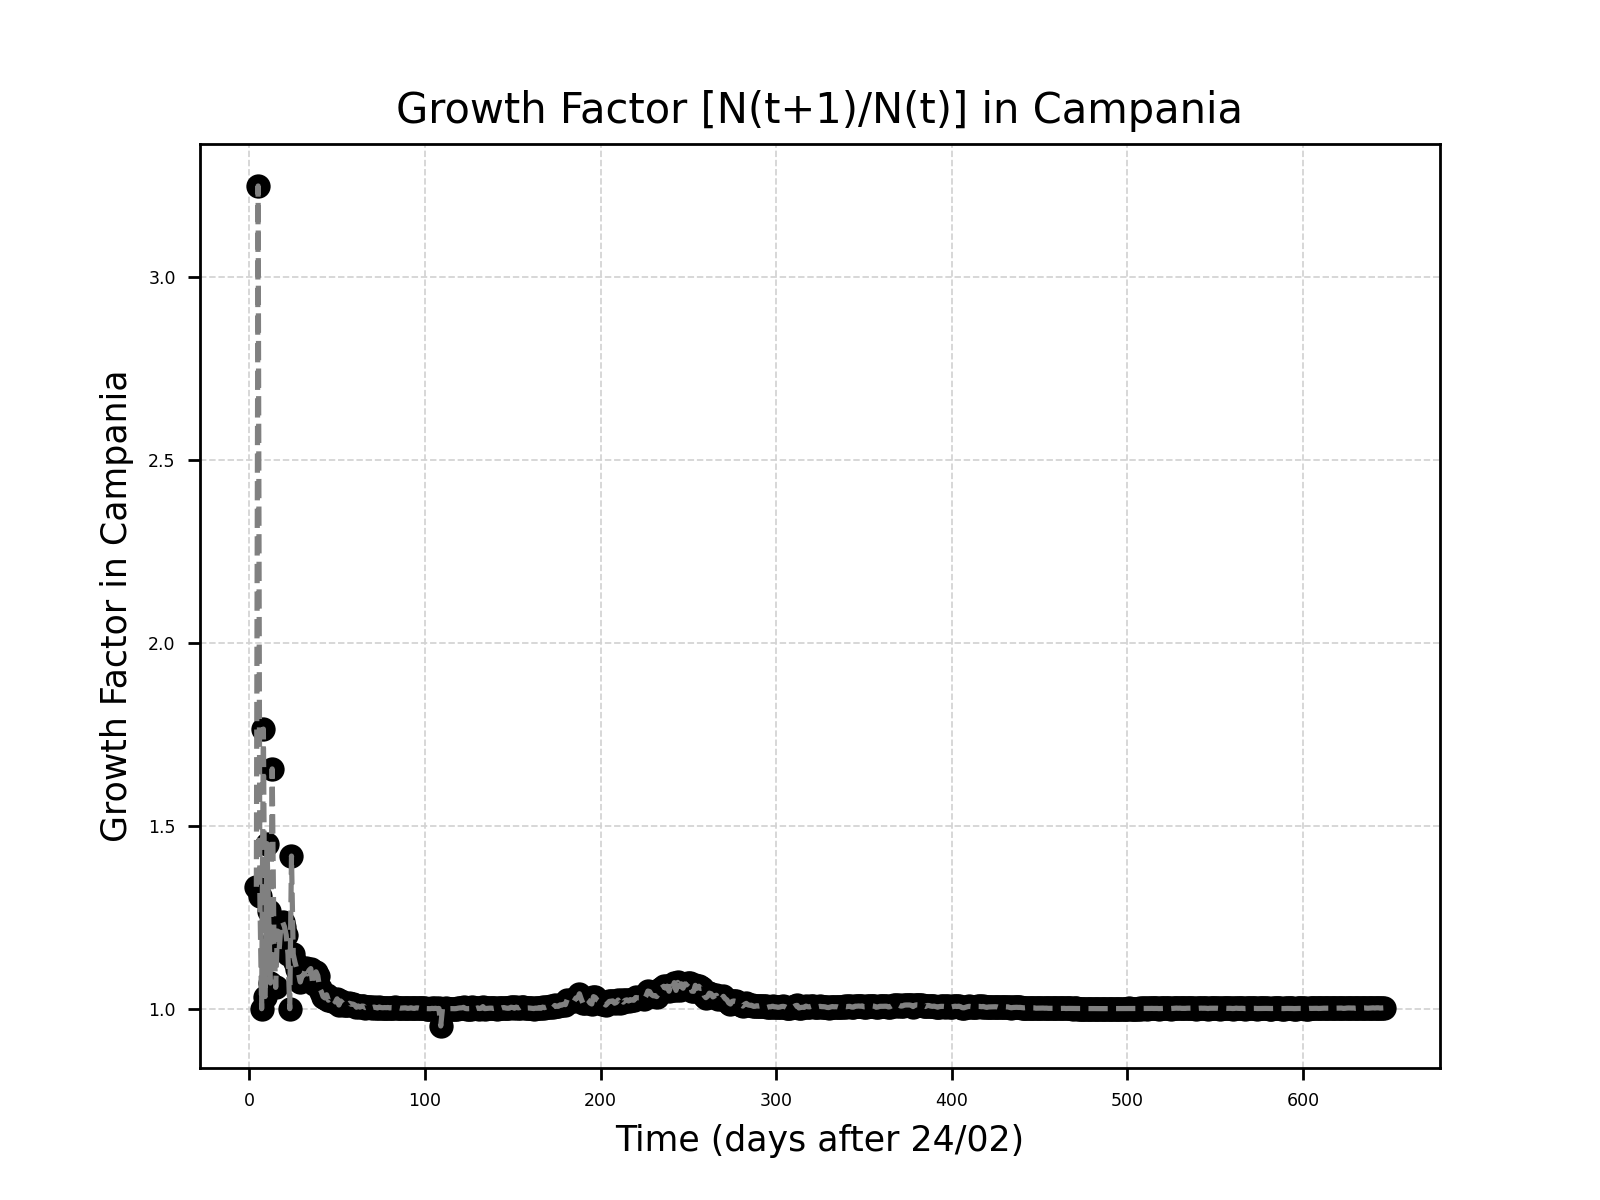 Growth Factor [N(t+1)/N(t)] in Campania
Growth Factor in Campania
3.0
2.5
2.0
1.5
1.0
0 100 200 300 400 500 600
Time (days after 24/02)